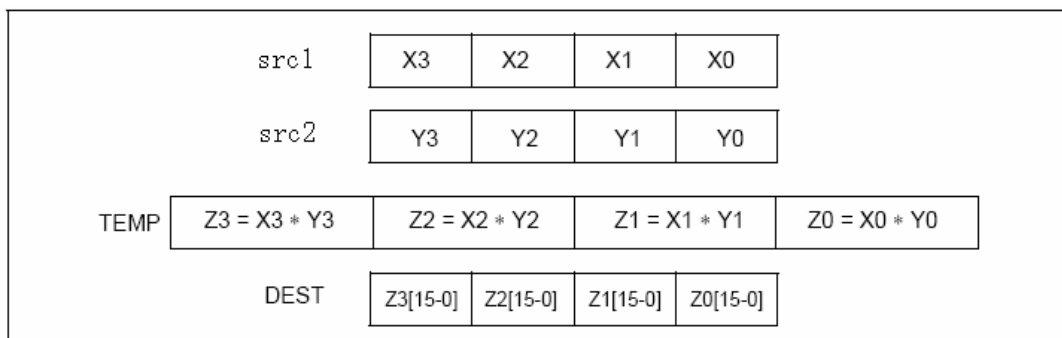 src1 X3 X2 X1 X0
src2 Y3 Y2 Y1 Y0
TEMP Z3 = X3 * Y3 Z2 = X2 * Y2 Z1 = X1 * Y1 Z0 = X0 * Y0
DEST Z3[15-0] Z2[15-0] Z1[15-0] Z0[15-0]